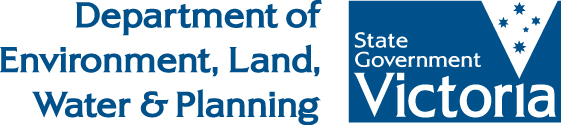 Department of
Environment, Land,
Water & Planning
State
Government
Victoria